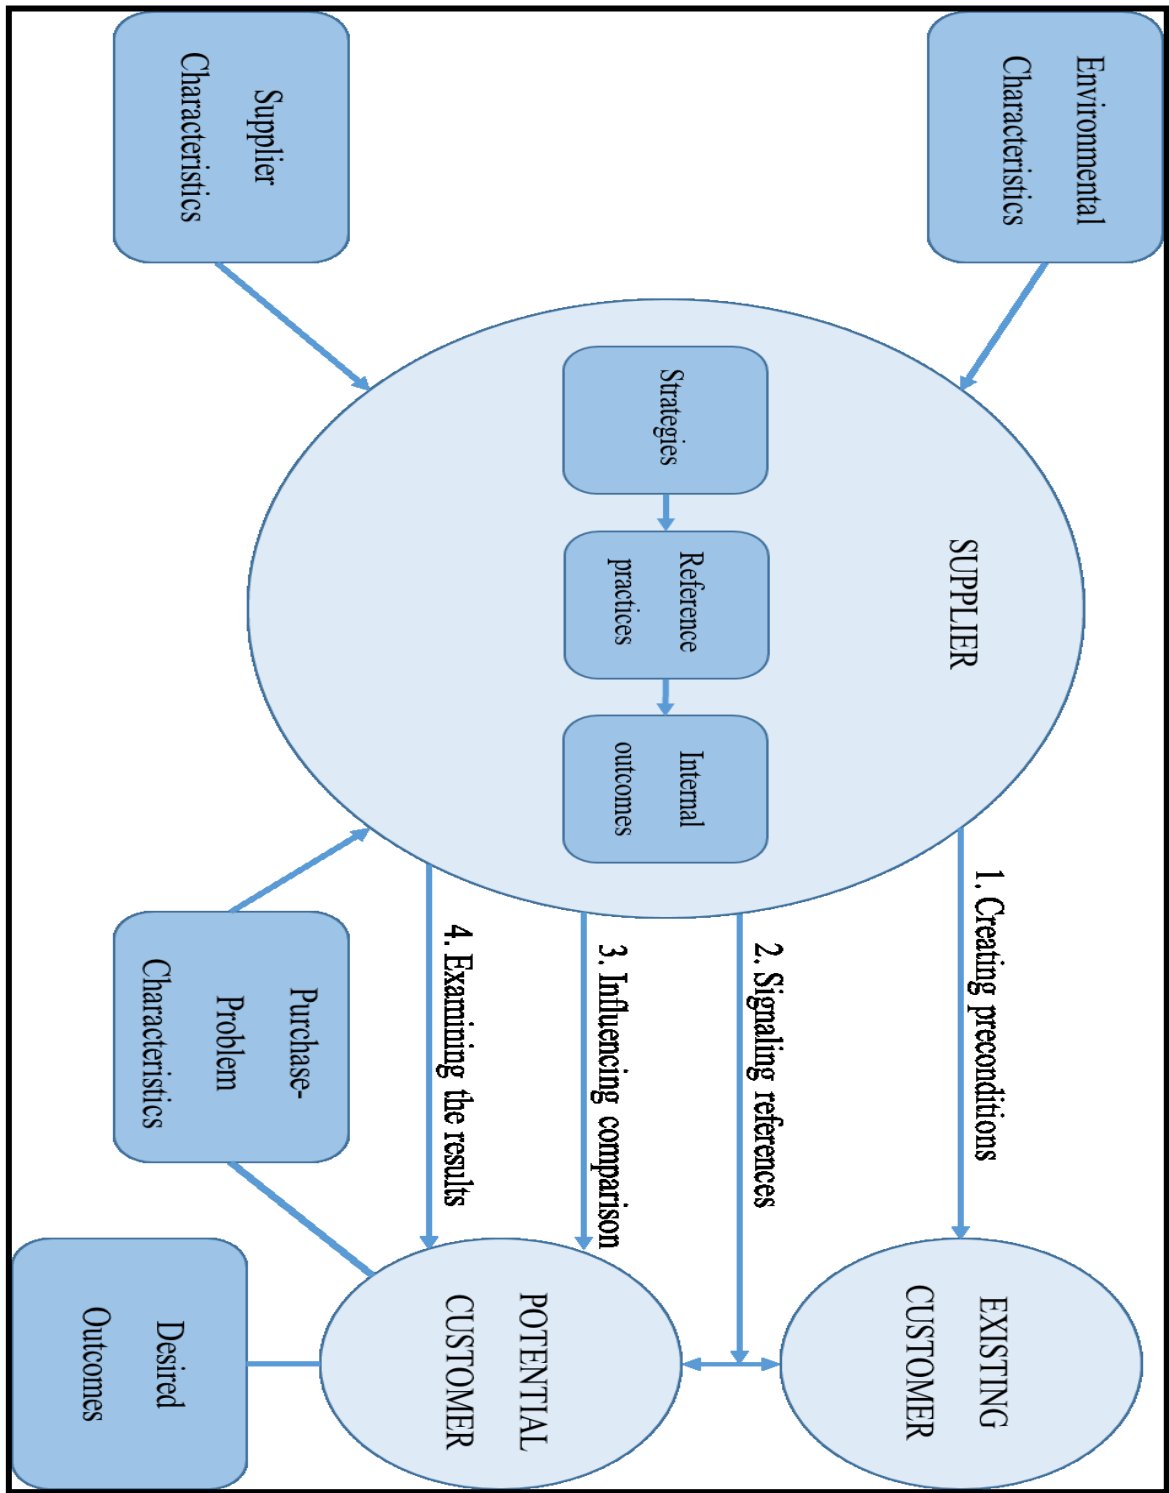 Environmental
Characteristics
Supplier
Characteristics
SUPPLIER
Strategies
Reference
practices
Internal
outcomes
1. Creating preconditions
2. Signaling references
3. Influencing comparison
4. Examining the results
Purchase-
Problem
Characteristics
EXISTING
CUSTOMER
POTENTIAL
CUSTOMER
Desired
Outcomes